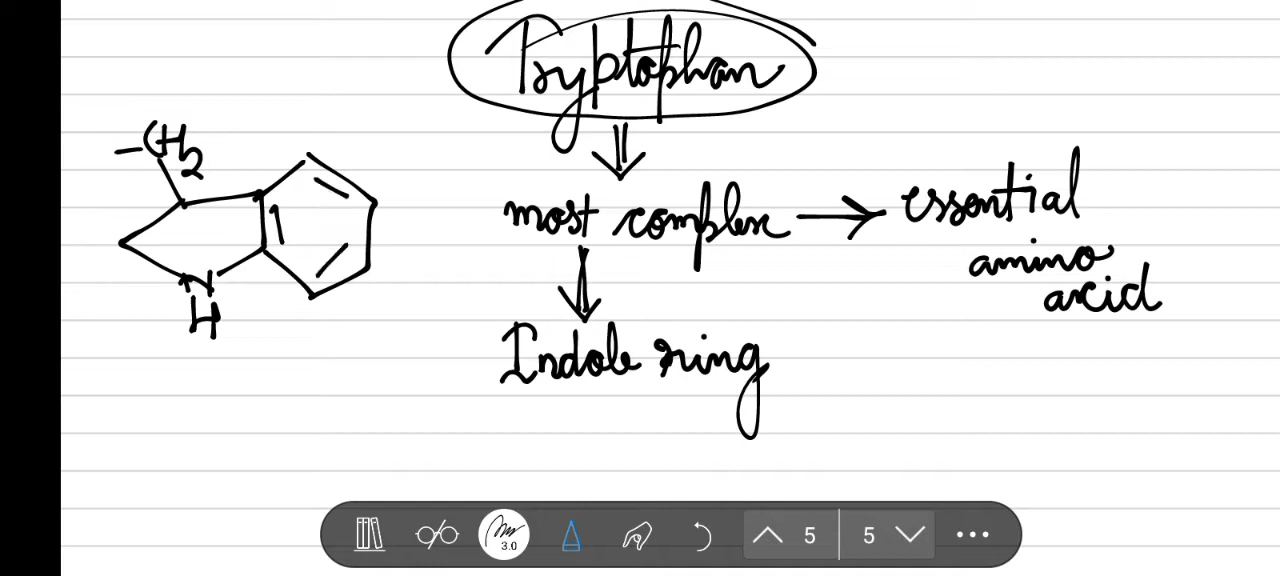 Tryptophan
-CH2
most complex → essential
amino
acid
N
H
Indole ring
3.0
5 5